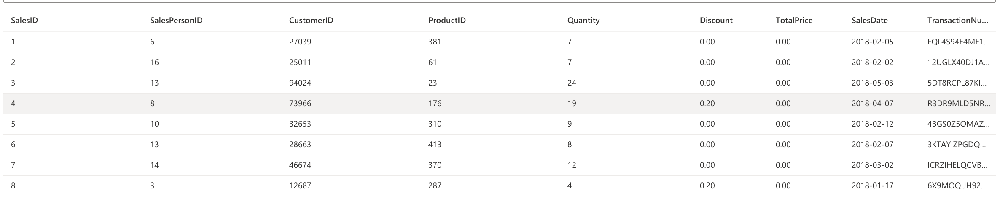 SalesID SalesPersonID CustomerID ProductID Quantity Discount TotalPrice SalesDate TransactionNu...
1 6 27039 381 7 0.00 0.00 2018-02-05 FQL4S94E4ME1...
2 16 25011 61 7 0.00 0.00 2018-02-02 12UGLX40DJ1A...
3 13 94024 23 24 0.00 0.00 2018-05-03 5DT8RCPL87KI...
4 8 73966 176 19 0.20 0.00 2018-04-07 R3DR9MLD5NR...
5 10 32653 310 9 0.00 0.00 2018-02-12 4BGS0Z5OMAZ...
6 13 28663 413 8 0.00 0.00 2018-02-07 3KTAYIZPGDQ...
7 14 46674 370 12 0.00 0.00 2018-03-02 ICRZIHELQCVB...
8 3 12687 287 4 0.20 0.00 2018-01-17 6X9MOQIJH92...